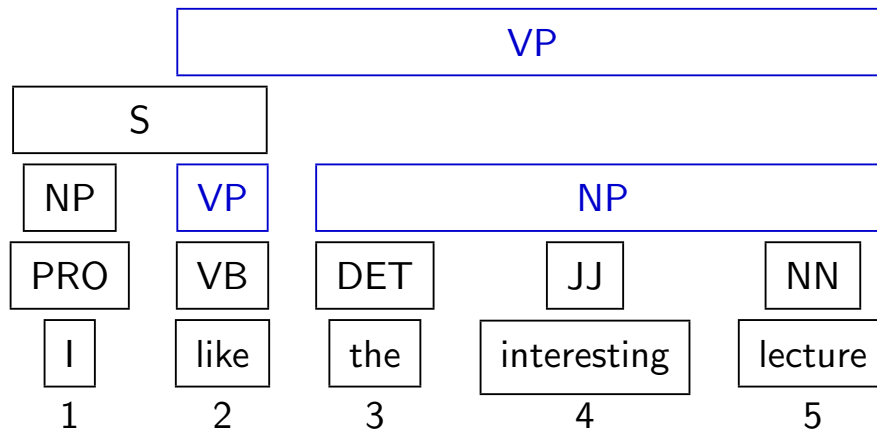 VP
S
NP VP NP
PRO VB DET JJ NN
I like the interesting lecture
1 2 3 4 5